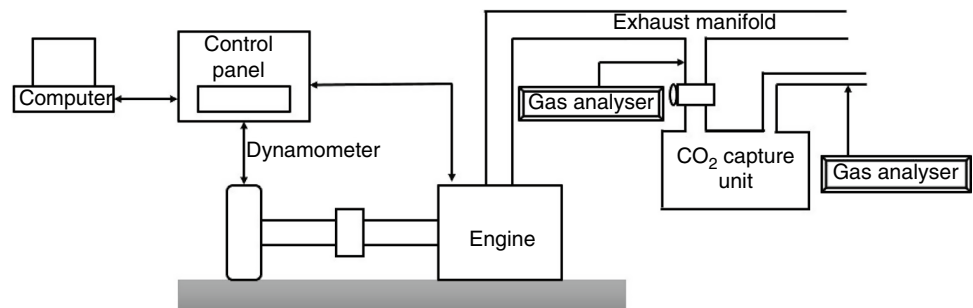 Exhaust manifold
Control
panel
Computer
Gas analyser
Dynamometer
CO₂ capture
unit
Gas analyser
Engine